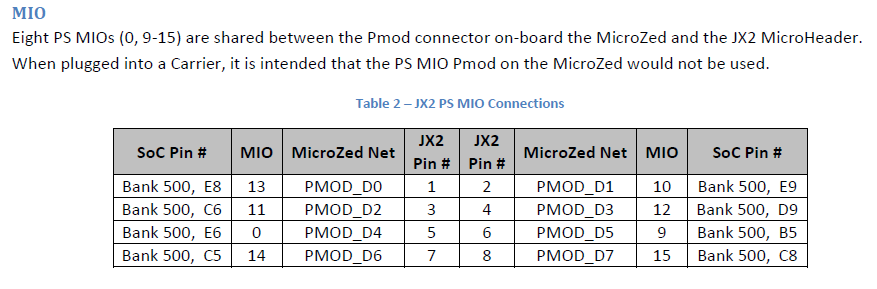 MIO
Eight PS MIOs (0, 9-15) are shared between the Pmod connector on-board the MicroZed and the JX2 MicroHeader.
When plugged into a Carrier, it is intended that the PS MIO Pmod on the MicroZed would not be used.
Table 2 – JX2 PS MIO Connections
SoC Pin # MIO MicroZed Net JX2 Pin # JX2 Pin # MicroZed Net MIO SoC Pin #
Bank 500, E8 13 PMOD_D0 1 2 PMOD_D1 10 Bank 500, E9
Bank 500, C6 11 PMOD_D2 3 4 PMOD_D3 12 Bank 500, D9
Bank 500, E6 0 PMOD_D4 5 6 PMOD_D5 9 Bank 500, B5
Bank 500, C5 14 PMOD_D6 7 8 PMOD_D7 15 Bank 500, C8